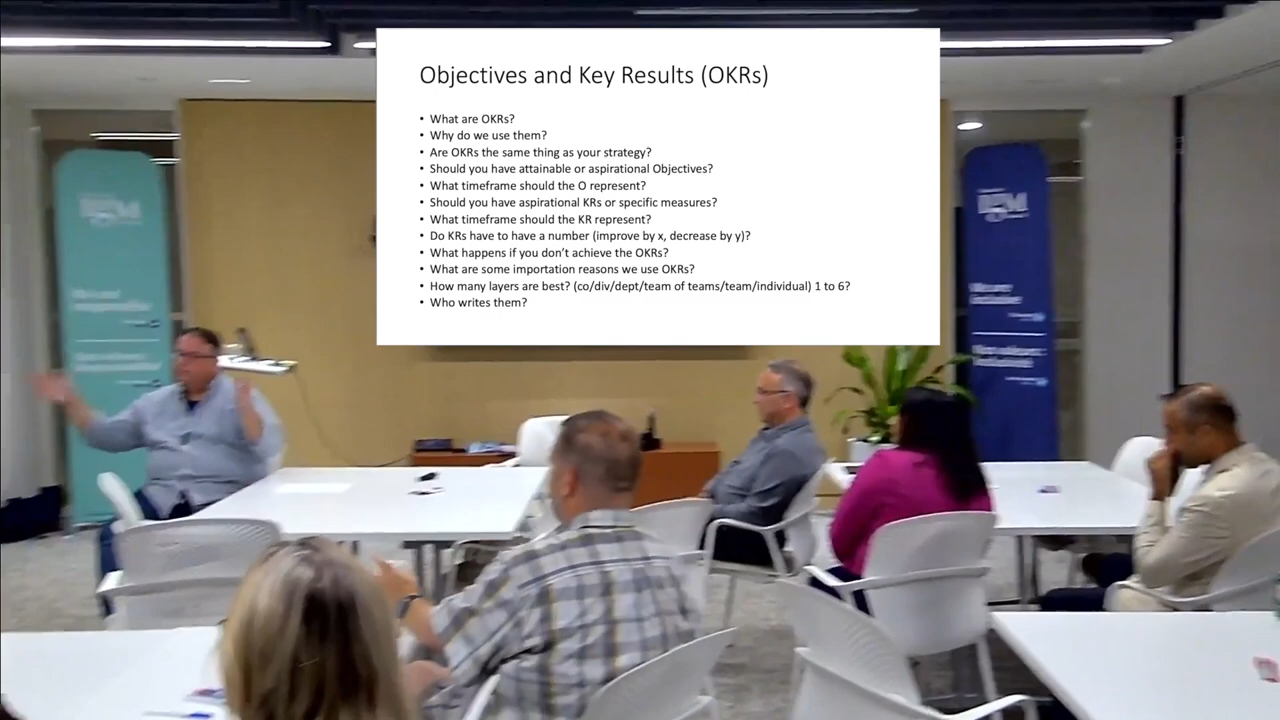 Objectives and Key Results (OKRs)
• What are OKRs?
• Why do we use them?
• Are OKRs the same thing as your strategy?
• Should you have attainable or aspirational Objectives?
• What timeframe should the O represent?
• Should you have aspirational KRs or specific measures?
• What timeframe should the KR represent?
• Do KRs have to have a number (improve by x, decrease by y)?
• What happens if you don’t achieve the OKRs?
• What are some importation reasons we use OKRs?
• How many layers are best? (co/div/dept/team of teams/team/individual) 1 to 6?
• Who writes them?